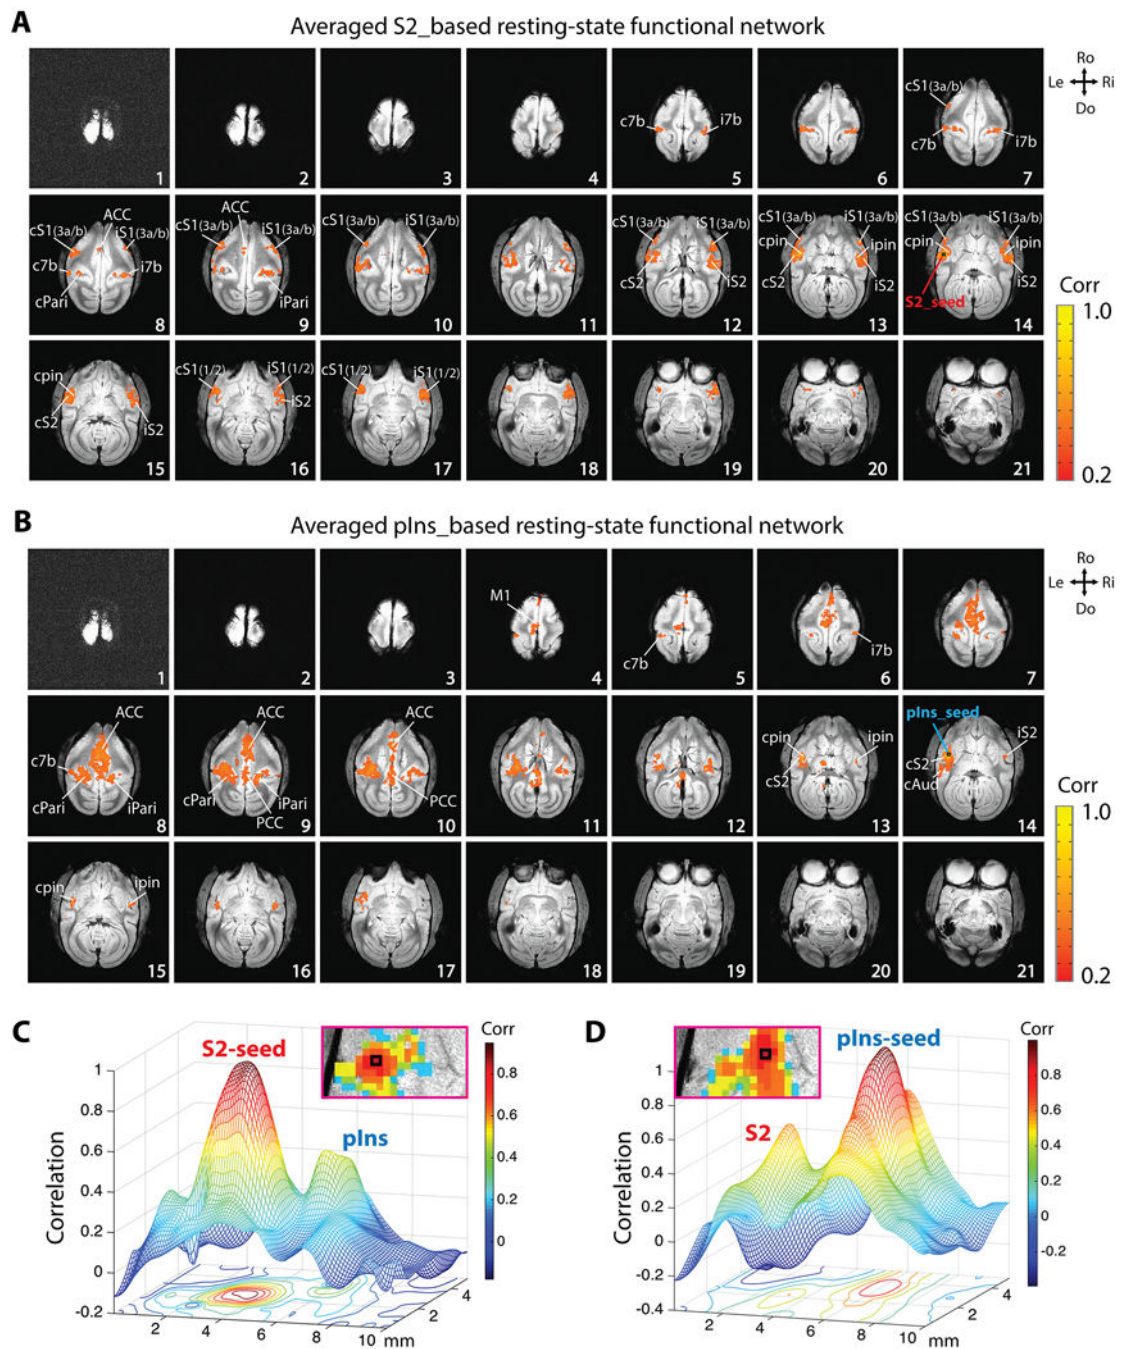 A
Averaged S2_based resting-state functional network
Ro
Le Ri
Do
1
2
3
4
c7b i7b
5
6
cS1(3a/b)
c7b i7b
7
ACC
cS1(3a/b) iS1(3a/b)
c7b i7b
cPari
8
ACC
cS1(3a/b) iS1(3a/b)
iPari
9
cS1(3a/b) iS1(3a/b)
10
11
cS1(3a/b) iS1(3a/b)
cS2 iS2
12
cS1(3a/b) iS1(3a/b)
cpin ipin
cS2 iS2
13
cS1(3a/b) iS1(3a/b)
cpin ipin
iS2
S2_seed
14
Corr
1.0
0.2
cpin
cS2 iS2
15
cS1(1/2) iS1(1/2)
iS2
16
cS1(1/2) iS1(1/2)
17
18
19
20
21
B
Averaged pIns_based resting-state functional network
Ro
Le Ri
Do
1
2
3
M1
4
c7b
5
i7b
6
7
ACC
c7b
cPari iPari
8
ACC
cPari iPari
PCC
9
ACC
PCC
10
11
12
cpin ipin
cS2
13
pIns_seed
iS2
cS2
cAud
14
Corr
1.0
0.2
cpin ipin
15
16
17
18
19
20
21
C
S2-seed
pIns
Corr
0.8
0.6
0.4
0.2
0
Correlation
1
0.8
0.6
0.4
0.2
0
-0.2
2 4 6 8 10 mm
2 4
D
pIns-seed
S2
Corr
0.8
0.6
0.4
0.2
0
-0.2
Correlation
1
0.8
0.6
0.4
0.2
0
-0.2
-0.4
2 4 6 8 10 mm
2 4